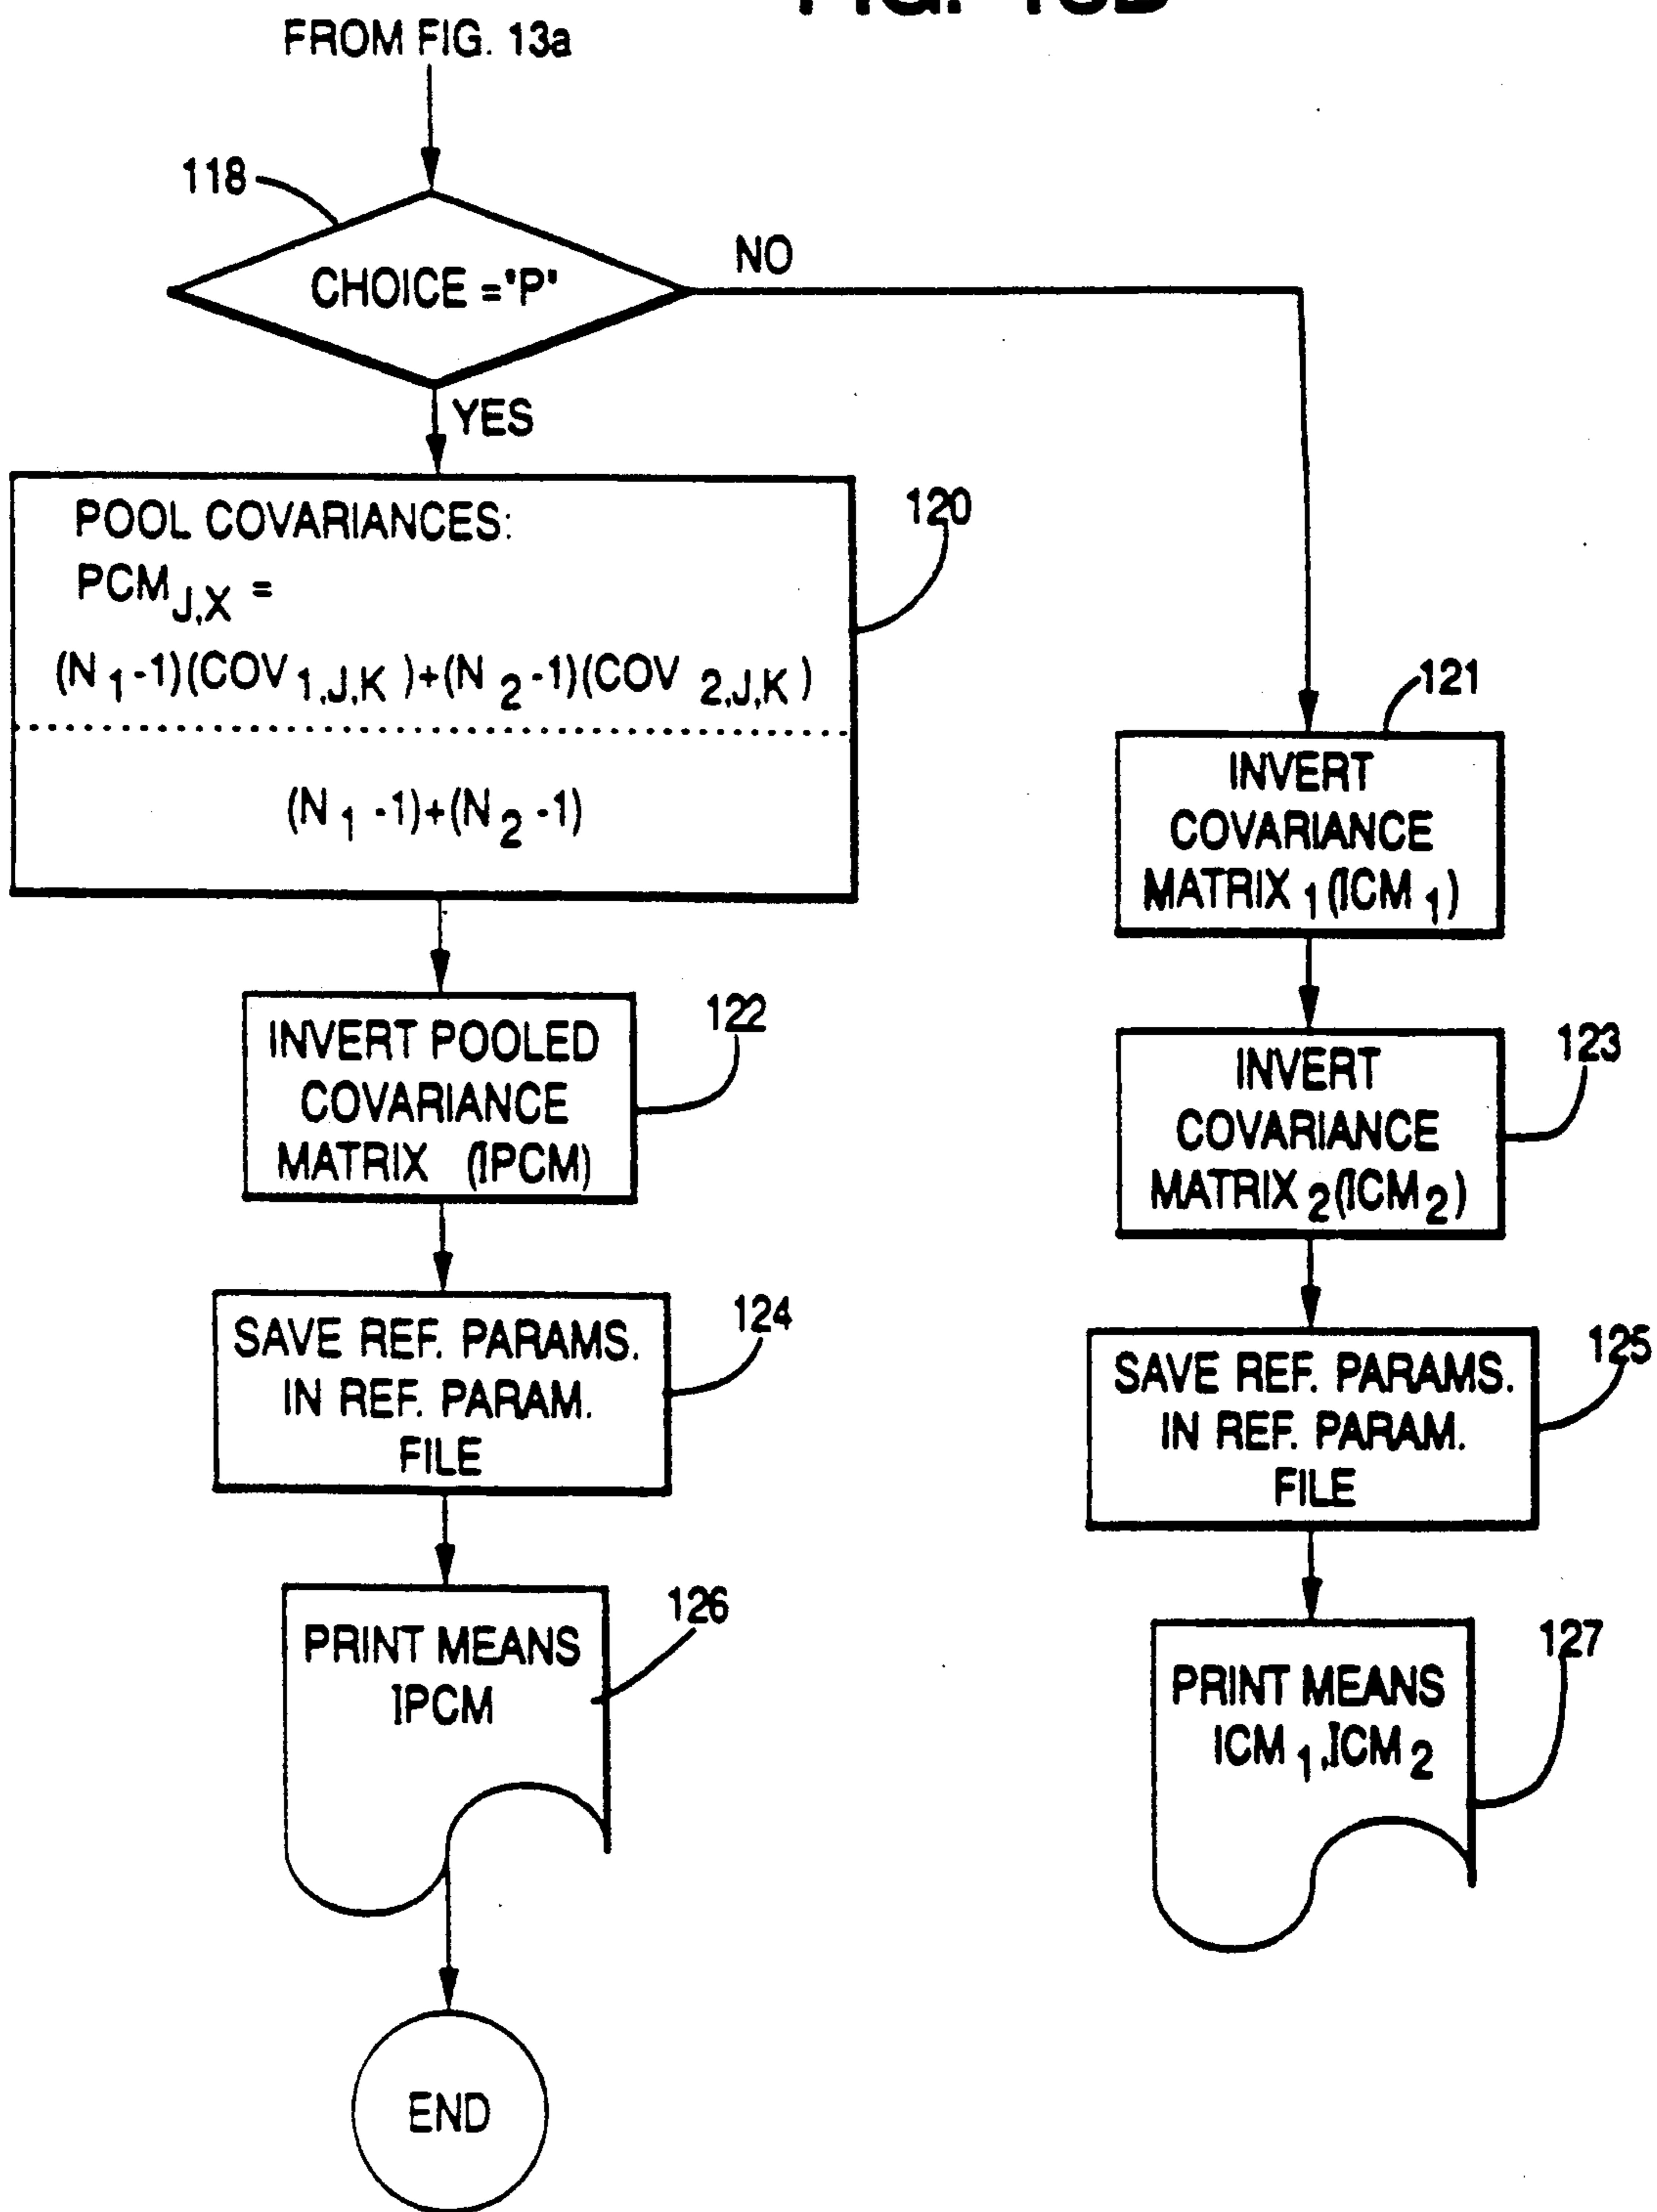 FROM FIG. 13a
118
CHOICE ="P"
NO
YES
POOL COVARIANCES:
PCM J,X =
(N 1 -1)(COV 1,J,K )+(N 2 -1)(COV 2,J,K )
(N 1 -1)+(N 2 -1)
120
INVERT POOLED
COVARIANCE
MATRIX (IPCM)
122
SAVE REF. PARAMS.
IN REF. PARAM.
FILE
124
PRINT MEANS
IPCM
126
END
121
INVERT
COVARIANCE
MATRIX 1 (ICM 1)
INVERT
COVARIANCE
MATRIX 2 (ICM 2)
123
SAVE REF. PARAMS.
IN REF. PARAM.
FILE
125
PRINT MEANS
ICM 1 ,ICM 2
127